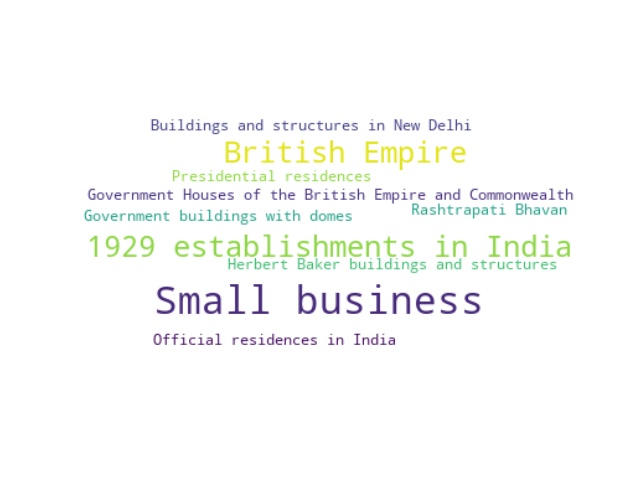 Buildings and structures in New Delhi
British Empire
Presidential residences
Government Houses of the British Empire and Commonwealth
Rashtrapati Bhavan
Government buildings with domes
1929 establishments in India
Herbert Baker buildings and structures
Small business
Official residences in India